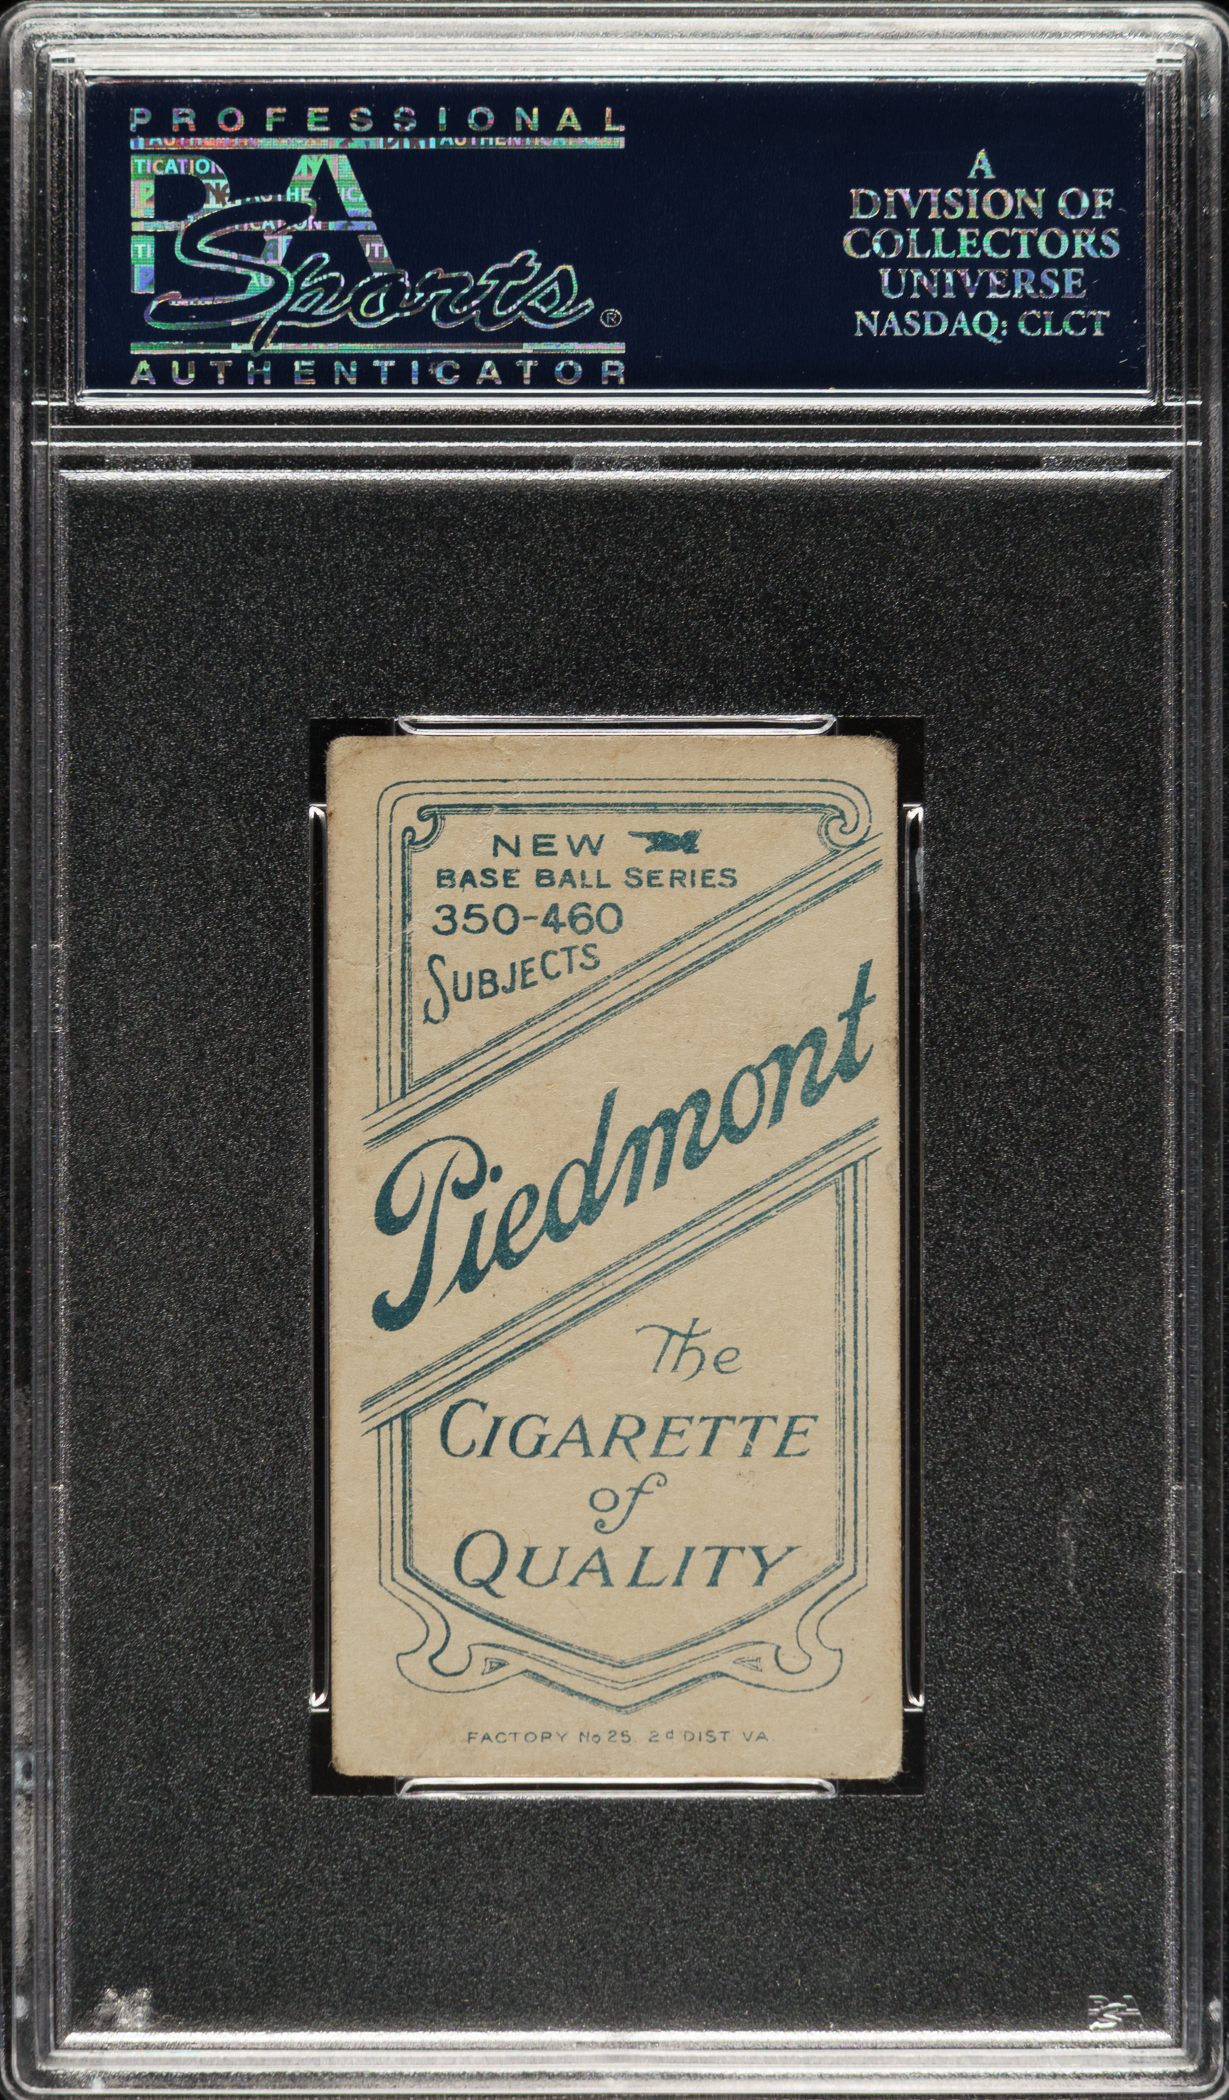 PROFESSIONAL
PSA
Sports®
AUTHENTICATOR
A
DIVISION OF
COLLECTORS
UNIVERSE
NASDAQ: CLCT
NEW
BASE BALL SERIES
350-460
SUBJECTS
Piedmont
The
CIGARETTE
of
QUALITY
FACTORY No 25. 2d DIST. VA.
PSA